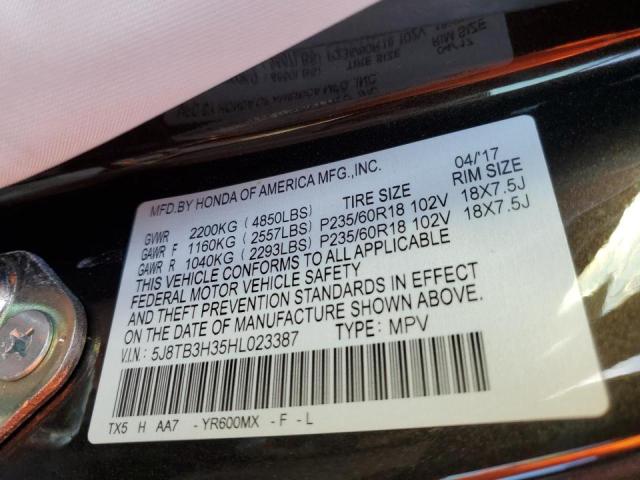 MFD.BY HONDA OF AMERICA MFG.,INC. 04/'17
TIRE SIZE RIM SIZE
GVWR 2200KG (4850LBS)
GAWR F 1160KG (2557LBS) P235/60R18 102V 18X7.5J
GAWR R 1040KG (2293LBS) P235/60R18 102V 18X7.5J
THIS VEHICLE CONFORMS TO ALL APPLICABLE
FEDERAL MOTOR VEHICLE SAFETY
AND THEFT PREVENTION STANDARDS IN EFFECT
ON THE DATE OF MANUFACTURE SHOWN ABOVE.
V.I.N.: 5J8TB3H35HL023387 TYPE: MPV
TX5 H AA7 - YR600MX - F - L